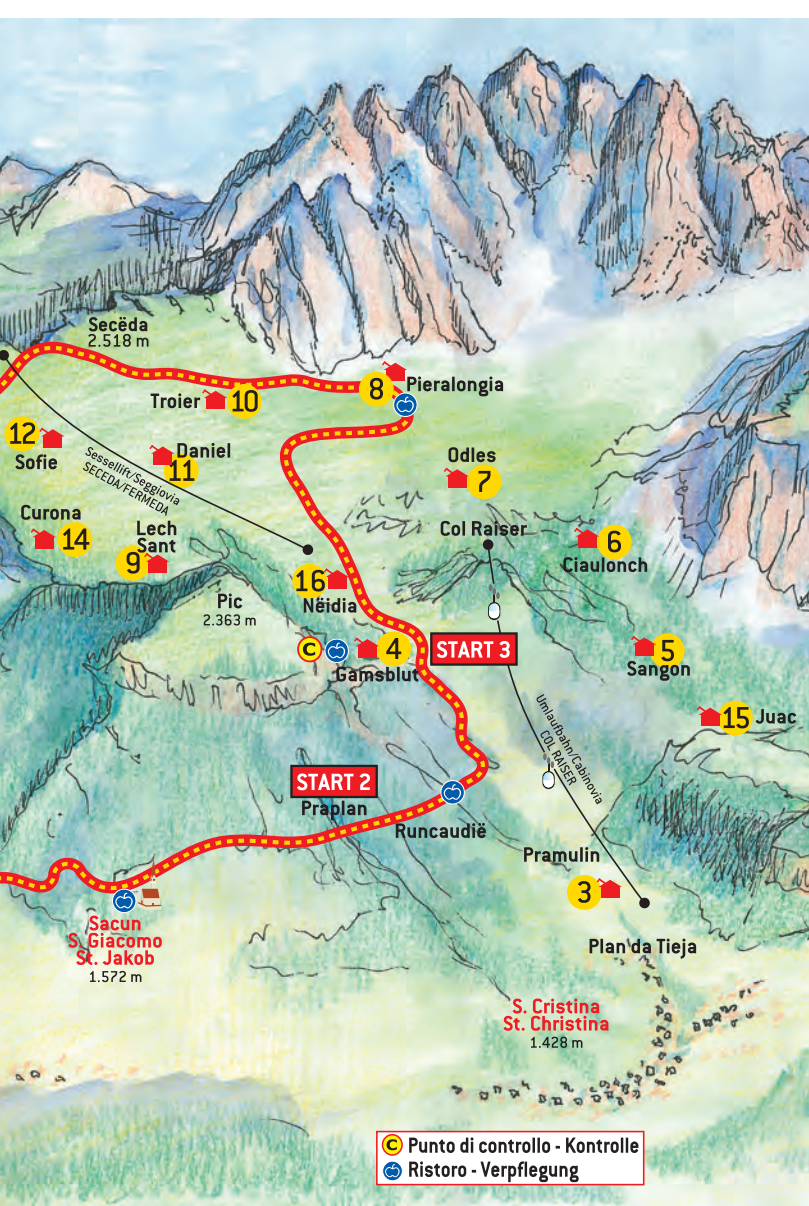 Secëda
2.518 m
8
Pieralongia
Troier
10
12
Sofie
Daniel
11
Sessellift/Seggiovia
SECEDA/FERMEDA
Odles
7
Curona
14
Lech
Sant
9
Col Raiser
6
Ciaulonch
16
Nëidia
Pic
2.363 m
C
4
Gamsblut
START 3
5
Sangon
15
Juac
Umlaufbahn/Cabinovia
COL RAISER
START 2
Praplan
Runcaudië
Pramulin
3
Plan da Tieja
Sacun
S. Giacomo
St. Jakob
1.572 m
S. Cristina
St. Christina
1.428 m
C Punto di controllo - Kontrolle
Ristoro - Verpflegung